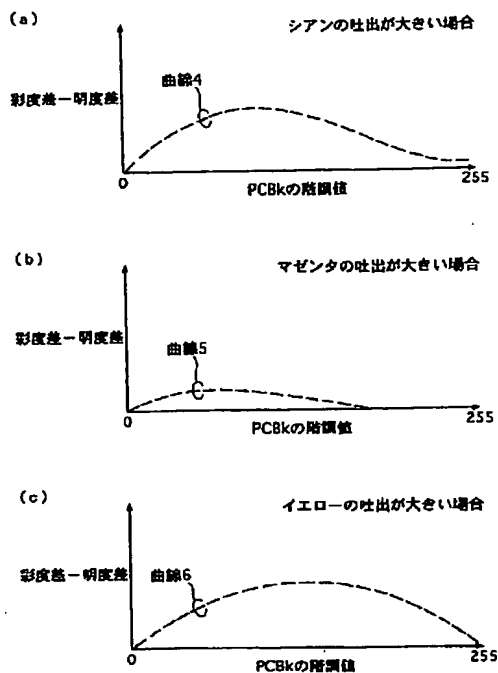 (a)
シアンの吐出が大きい場合
曲線4
彩度差−明度差
0
255
PCBkの階調値
(b)
マゼンタの吐出が大きい場合
曲線5
彩度差−明度差
0
255
PCBkの階調値
(c)
イエローの吐出が大きい場合
曲線6
彩度差−明度差
0
255
PCBkの階調値